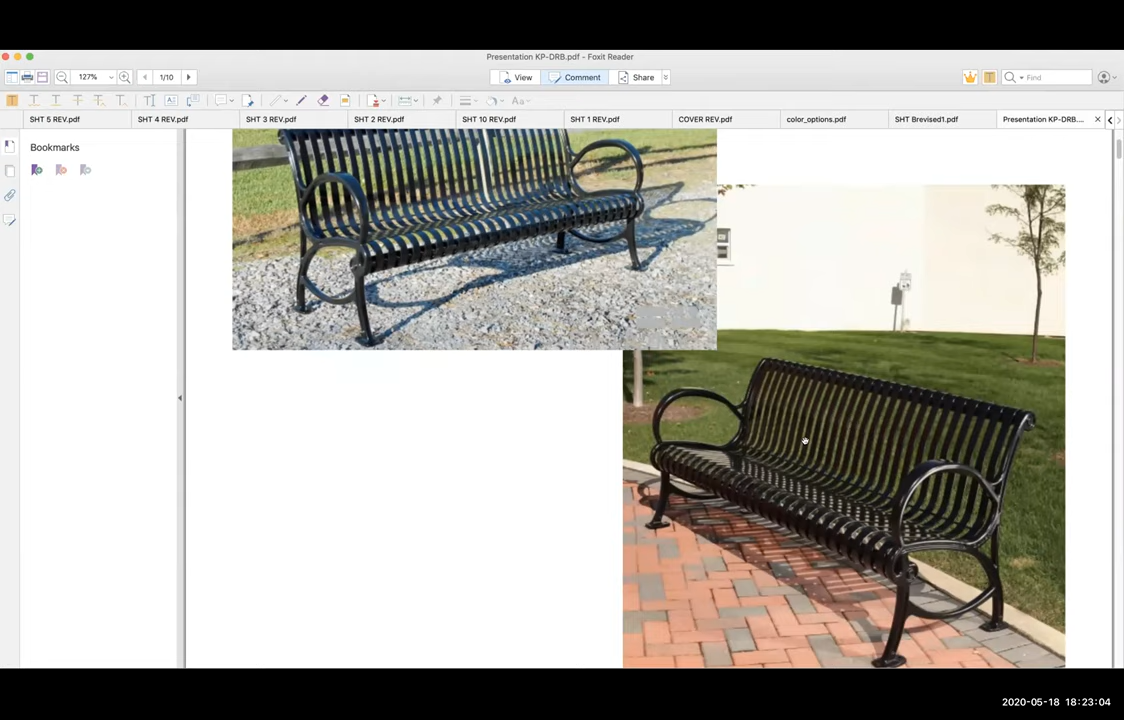 Presentation KP-DRB.pdf - Foxit Reader
127%
1/10
View
Comment
Share
Find
SHT 5 REV.pdf
SHT 4 REV.pdf
SHT 3 REV.pdf
SHT 2 REV.pdf
SHT 10 REV.pdf
SHT 1 REV.pdf
COVER REV.pdf
color_options.pdf
SHT Brevised1.pdf
Presentation KP-DRB....
Bookmarks
2020-05-18 18:23:04